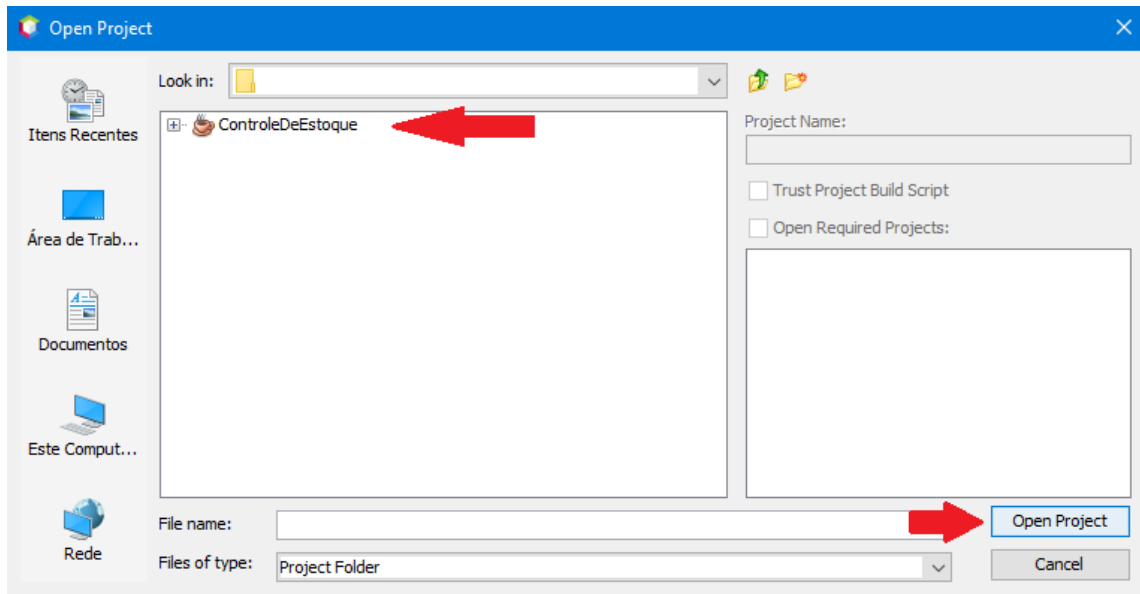 Open Project
Look in:
Itens Recentes
Área de Trab...
Documentos
Este Comput...
Rede
ControleDeEstoque
Project Name:
Trust Project Build Script
Open Required Projects:
File name:
Open Project
Files of type:
Project Folder
Cancel